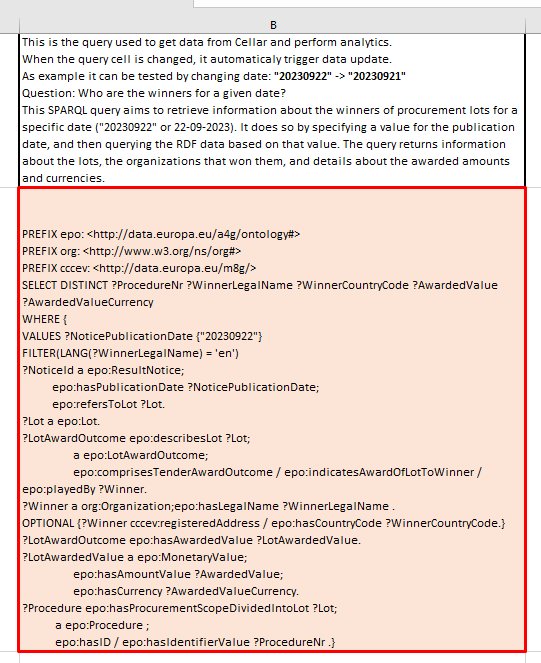 B
This is the query used to get data from Cellar and perform analytics.
When the query cell is changed, it automaticaly trigger data update.
As example it can be tested by changing date: "20230922" -> "20230921"
Question: Who are the winners for a given date?
This SPARQL query aims to retrieve information about the winners of procurement lots for a
specific date ("20230922" or 22-09-2023). It does so by specifying a value for the publication
date, and then querying the RDF data based on that value. The query returns information
about the lots, the organizations that won them, and details about the awarded amounts
and currencies.
PREFIX epo: <http://data.europa.eu/a4g/ontology#>
PREFIX org: <http://www.w3.org/ns/org#>
PREFIX cccev: <http://data.europa.eu/m8g/>
SELECT DISTINCT ?ProcedureNr ?WinnerLegalName ?WinnerCountryCode ?AwardedValue
?AwardedValueCurrency
WHERE {
VALUES ?NoticePublicationDate {"20230922"}
FILTER(LANG(?WinnerLegalName) = 'en')
?NoticeId a epo:ResultNotice;
epo:hasPublicationDate ?NoticePublicationDate;
epo:refersToLot ?Lot.
?Lot a epo:Lot.
?LotAwardOutcome epo:describesLot ?Lot;
a epo:LotAwardOutcome;
epo:comprisesTenderAwardOutcome / epo:indicatesAwardOfLotToWinner /
epo:playedBy ?Winner.
?Winner a org:Organization;epo:hasLegalName ?WinnerLegalName .
OPTIONAL {?Winner cccev:registeredAddress / epo:hasCountryCode ?WinnerCountryCode.}
?LotAwardOutcome epo:hasAwardedValue ?LotAwardedValue.
?LotAwardedValue a epo:MonetaryValue;
epo:hasAmountValue ?AwardedValue;
epo:hasCurrency ?AwardedValueCurrency.
?Procedure epo:hasProcurementScopeDividedIntoLot ?Lot;
a epo:Procedure ;
epo:hasID / epo:hasIdentifierValue ?ProcedureNr .}